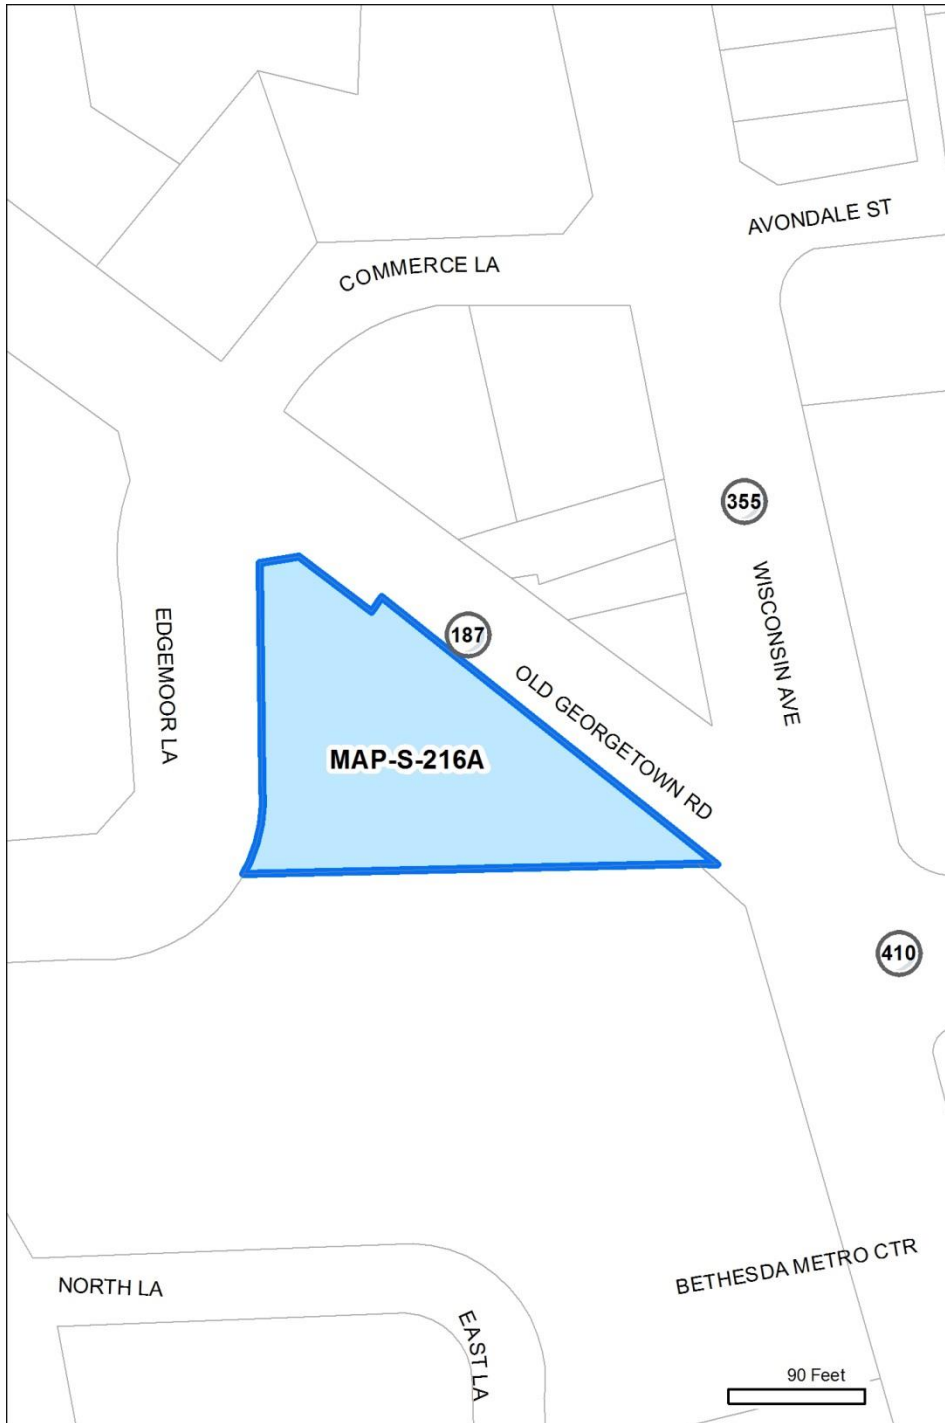 AVONDALE ST
COMMERCE LA
355
WISCONSIN AVE
EDGEMOOR LA
187
OLD GEORGETOWN RD
MAP-S-216A
410
BETHESDA METRO CTR
NORTH LA
EAST LA
90 Feet